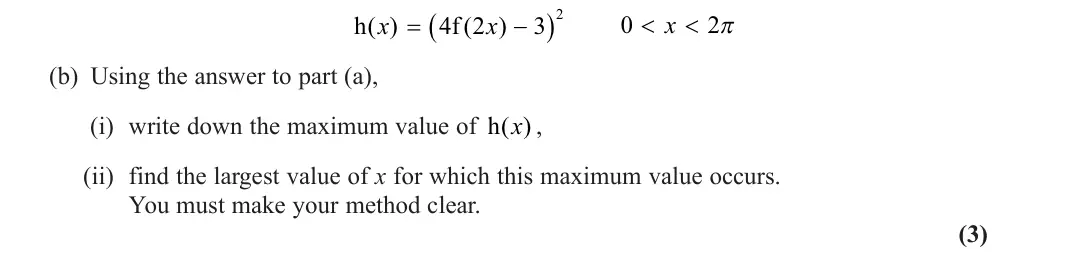 h(x) = (4f(2x) – 3)²    0 < x < 2π
(b) Using the answer to part (a),
(i) write down the maximum value of h(x),
(ii) find the largest value of x for which this maximum value occurs.
You must make your method clear.
(3)